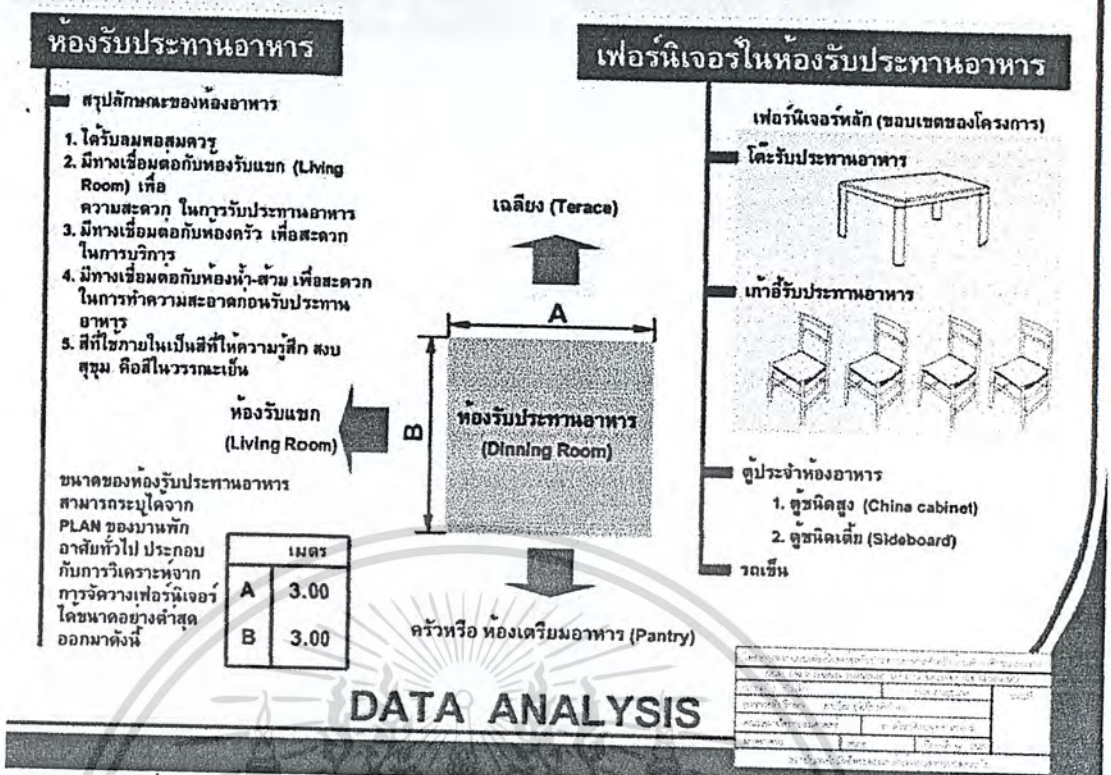 ห้องรับประทานอาหาร
สรุปลักษณะของห้องอาหาร
1. ได้รับลมพอสมควร
2. มีทางเชื่อมต่อกับห้องรับแขก (Living
Room) เพื่อ
ความสะดวก ในการรับประทานอาหาร
3. มีทางเชื่อมต่อกับห้องครัว เพื่อสะดวก
ในการบริการ
4. มีทางเชื่อมต่อกับห้องน้ำ-ส้วม เพื่อสะดวก
ในการทำความสะอาดก่อนรับประทาน
อาหาร
5. สีที่ใช้ภายในเป็นสีที่ให้ความรู้สึก สงบ
สุขุม คือสีในวรรณะเย็น
ขนาดของห้องรับประทานอาหาร
สามารถระบุได้จาก
PLAN ของบ้านพัก
อาศัยทั่วไป ประกอบ
กับการวิเคราะห์จาก
การจัดวางเฟอร์นิเจอร์
ได้ขนาดอย่างต่ำสุด
ออกมาดังนี้
เมตร
A 3.00
B 3.00
เฉลียง (Terace)
A
B
ห้องรับแขก
(Living Room)
ห้องรับประทานอาหาร
(Dinning Room)
ครัวหรือ ห้องเตรียมอาหาร (Pantry)
เฟอร์นิเจอร์ในห้องรับประทานอาหาร
เฟอร์นิเจอร์หลัก (ขอบเขตของโครงการ)
โต๊ะรับประทานอาหาร
เก้าอี้รับประทานอาหาร
ตู้ประจำห้องอาหาร
1. ตู้ชนิดสูง (China cabinet)
2. ตู้ชนิดเตี้ย (Sideboard)
รถเข็น
DATA ANALYSIS